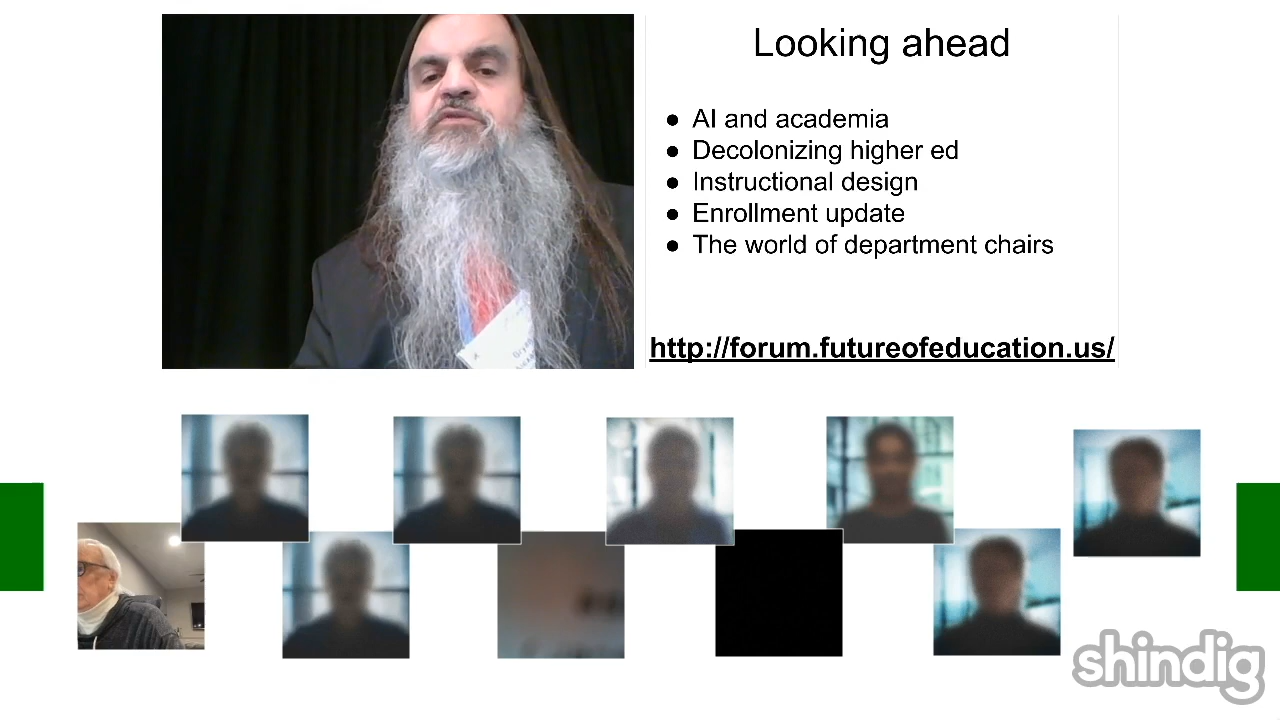 Looking ahead
● AI and academia
● Decolonizing higher ed
● Instructional design
● Enrollment update
● The world of department chairs
http://forum.futureofeducation.us/
shindig